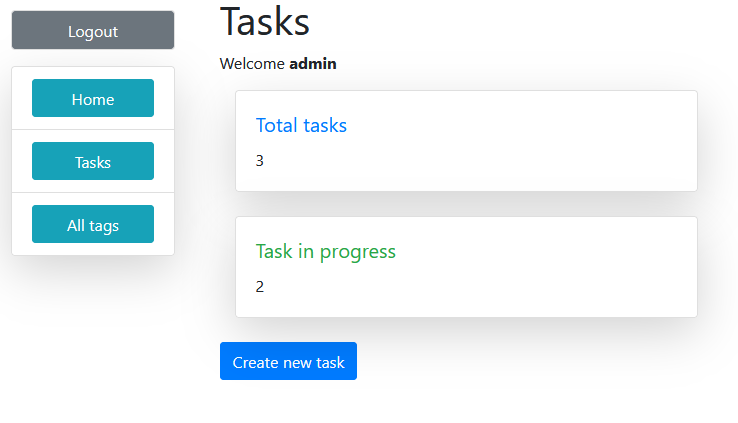 Logout
Home
Tasks
All tags
Tasks
Welcome admin
Total tasks
3
Task in progress
2
Create new task